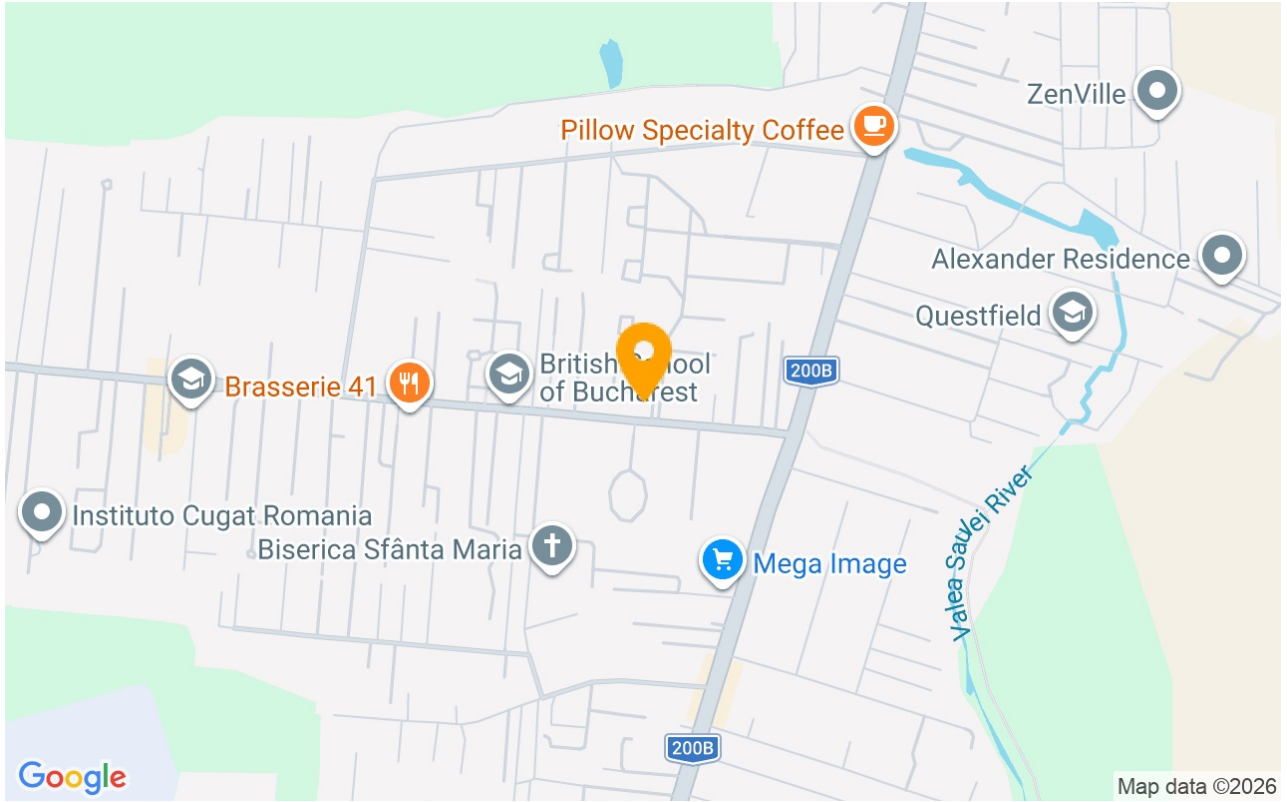 ZenVille
Pillow Specialty Coffee
Alexander Residence
Questfield
200B
British School
of Bucharest
Brasserie 41
Instituto Cugat Romania
Biserica Sfânta Maria
Mega Image
Valea Saulei River
200B
Google
Map data ©2026